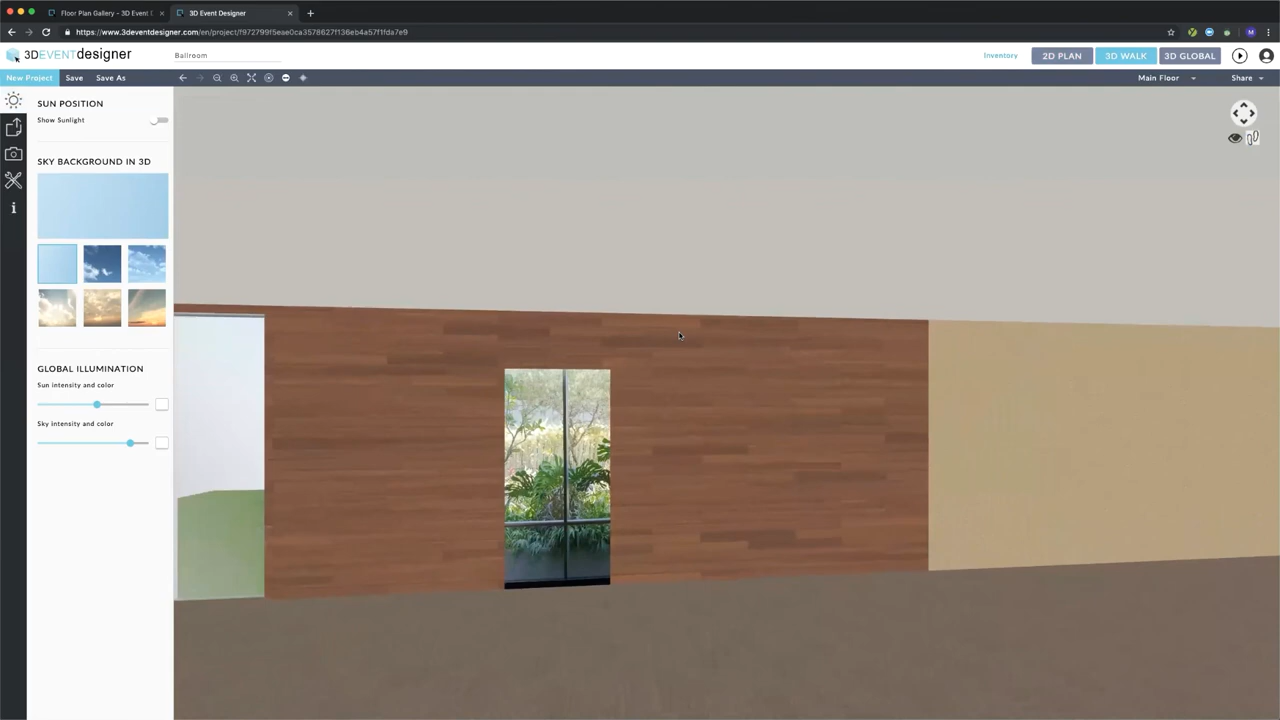 Floor Plan Gallery - 3D Event
3D Event Designer
https://www.3deventdesigner.com/en/project/f972799f5eae0ca3578627f136eb4a57f1fda7e9
3DEVENTdesigner
Ballroom
Inventory
2D PLAN
3D WALK
3D GLOBAL
New Project
Save
Save As
Main Floor
Share
SUN POSITION
Show Sunlight
SKY BACKGROUND IN 3D
GLOBAL ILLUMINATION
Sun intensity and color
Sky intensity and color